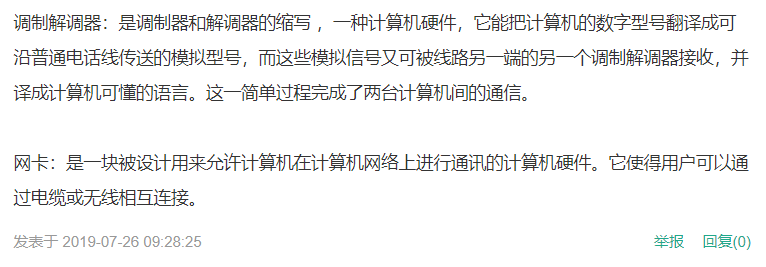 调制解调器：是调制器和解调器的缩写 ，一种计算机硬件，它能把计算机的数字型号翻译成可
沿普通电话线传送的模拟型号，而这些模拟信号又可被线路另一端的另一个调制解调器接收，并
译成计算机可懂的语言。这一简单过程完成了两台计算机间的通信。
网卡：是一块被设计用来允许计算机在计算机网络上进行通讯的计算机硬件。它使得用户可以通
过电缆或无线相互连接。
发表于 2019-07-26 09:28:25 举报 回复(0)